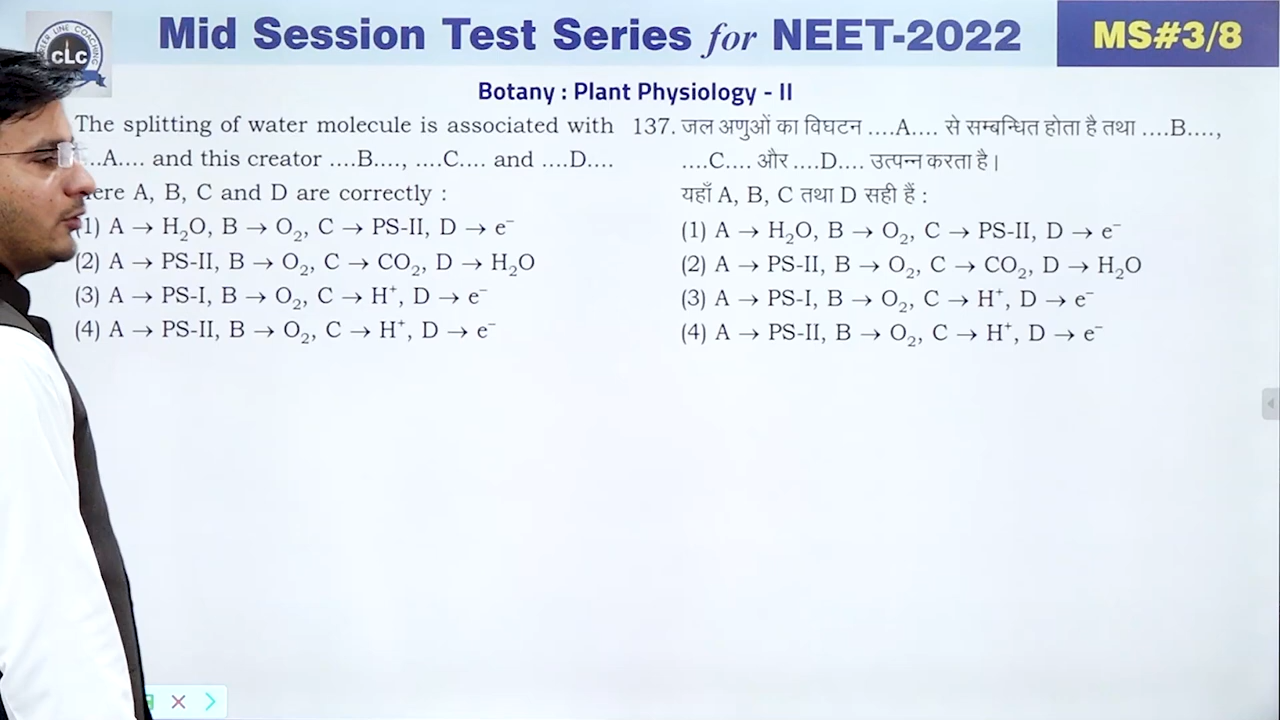 Mid Session Test Series for NEET-2022
MS#3/8
CLC
Botany : Plant Physiology - II
The splitting of water molecule is associated with
..A.... and this creator ....B...., ....C.... and ....D....
ere A, B, C and D are correctly :
1) A → H₂O, B → O₂, C → PS-II, D → e⁻
(2) A → PS-II, B → O₂, C → CO₂, D → H₂O
(3) A → PS-I, B → O₂, C → H⁺, D → e⁻
(4) A → PS-II, B → O₂, C → H⁺, D → e⁻
137. जल अणुओं का विघटन ....A.... से सम्बन्धित होता है तथा ....B....,
....C.... और ....D.... उत्पन्न करता है।
यहाँ A, B, C तथा D सही हैं :
(1) A → H₂O, B → O₂, C → PS-II, D → e⁻
(2) A → PS-II, B → O₂, C → CO₂, D → H₂O
(3) A → PS-I, B → O₂, C → H⁺, D → e⁻
(4) A → PS-II, B → O₂, C → H⁺, D → e⁻